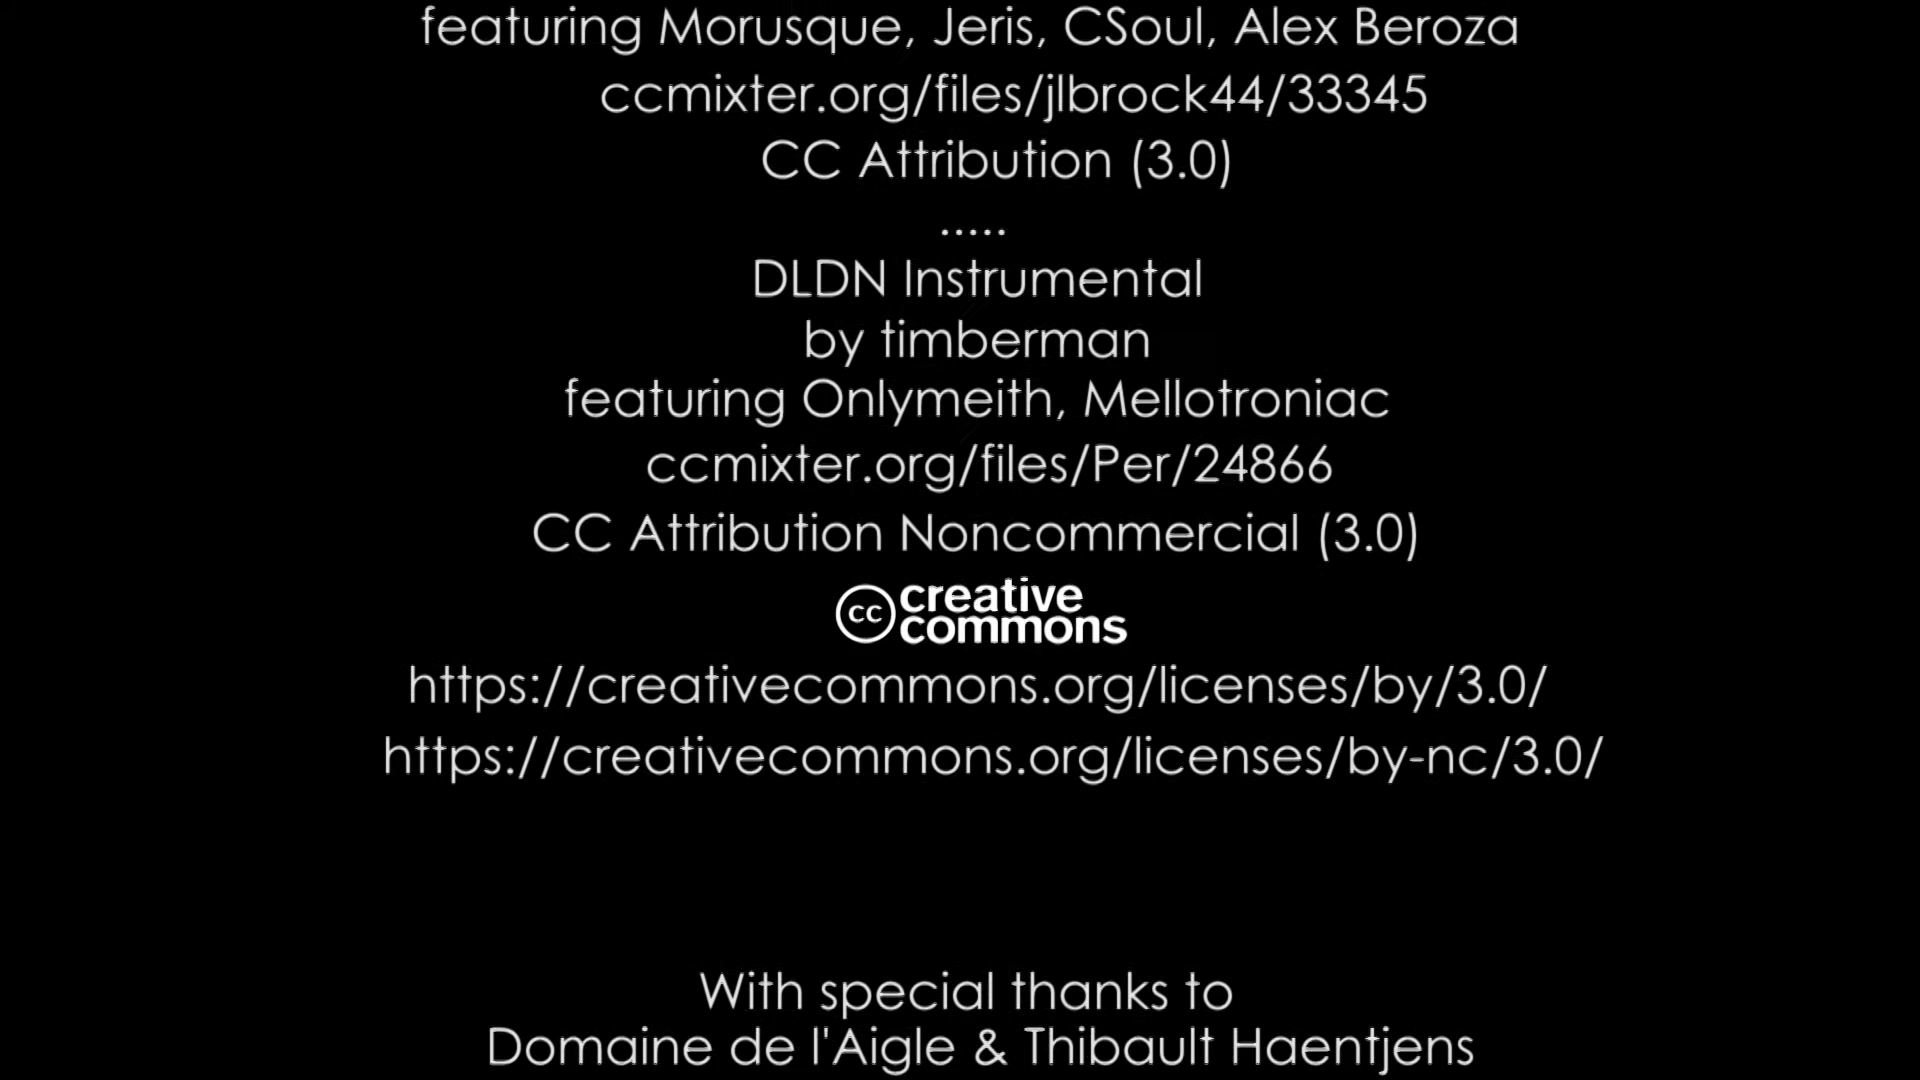 featuring Morusque, Jeris, CSoul, Alex Beroza
ccmixter.org/files/jlbrock44/33345
CC Attribution (3.0)
.....
DLDN Instrumental
by timberman
featuring Onlymeith, Mellotroniac
ccmixter.org/files/Per/24866
CC Attribution Noncommercial (3.0)
cc creative
commons
https://creativecommons.org/licenses/by/3.0/
https://creativecommons.org/licenses/by-nc/3.0/
With special thanks to
Domaine de l'Aigle & Thibault Haentjens